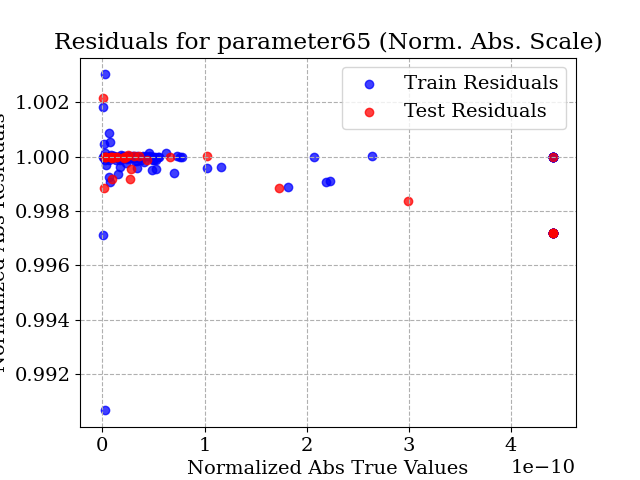 Residuals for parameter65 (Norm. Abs. Scale)
Train Residuals
Test Residuals
1.002
1.000
0.998
0.996
0.994
0.992
Normalized Abs Residuals
0
1
2
3
4
Normalized Abs True Values
1e−10